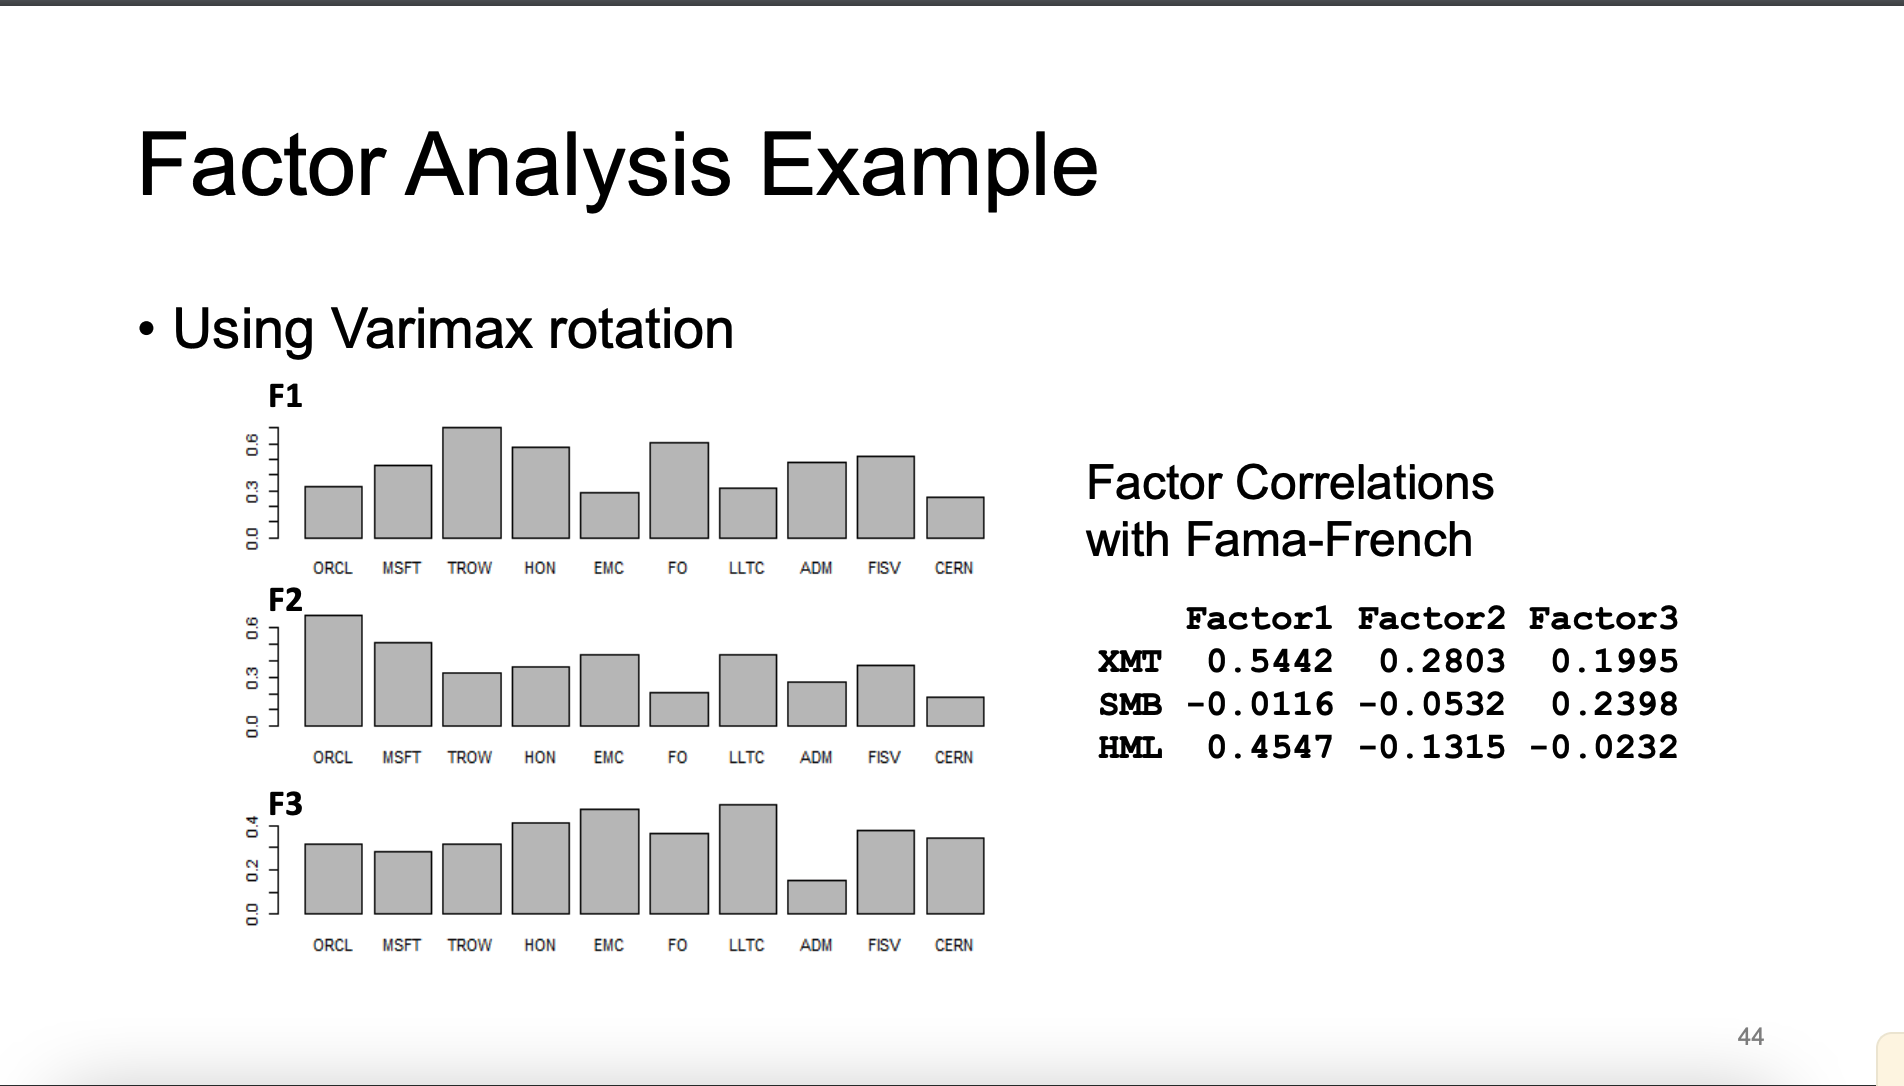 Factor Analysis Example
• Using Varimax rotation
F1
0.0 0.3 0.6
ORCL MSFT TROW HON EMC FO LLTC ADM FISV CERN
F2
0.0 0.3 0.6
ORCL MSFT TROW HON EMC FO LLTC ADM FISV CERN
F3
0.0 0.2 0.4
ORCL MSFT TROW HON EMC FO LLTC ADM FISV CERN
Factor Correlations
with Fama-French
Factor1 Factor2 Factor3
XMT 0.5442 0.2803 0.1995
SMB -0.0116 -0.0532 0.2398
HML 0.4547 -0.1315 -0.0232
44